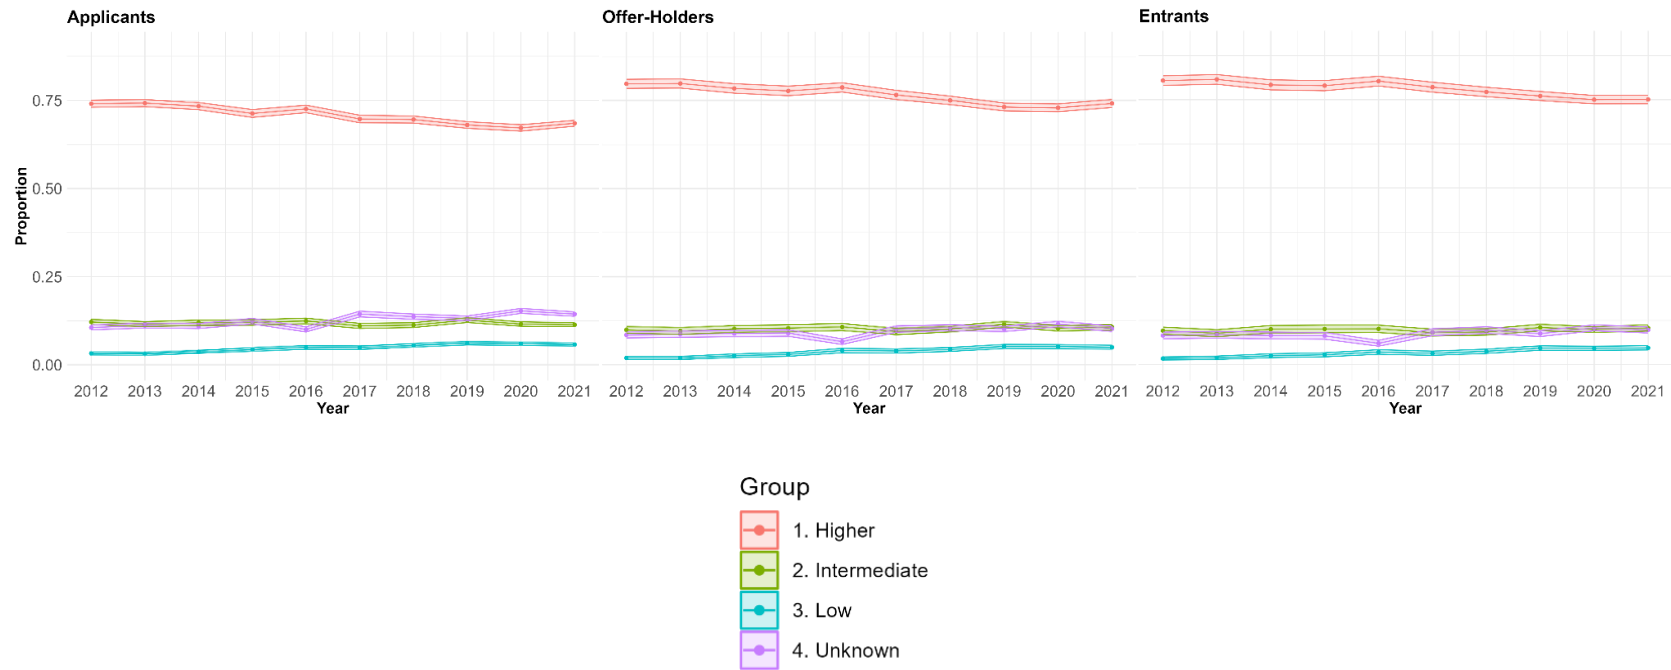 Applicants
Offer-Holders
Entrants
Proportion
0.75
0.50
0.25
0.00
2012 2013 2014 2015 2016 2017 2018 2019 2020 2021
2012 2013 2014 2015 2016 2017 2018 2019 2020 2021
2012 2013 2014 2015 2016 2017 2018 2019 2020 2021
Year
Year
Year
Group
1. Higher
2. Intermediate
3. Low
4. Unknown